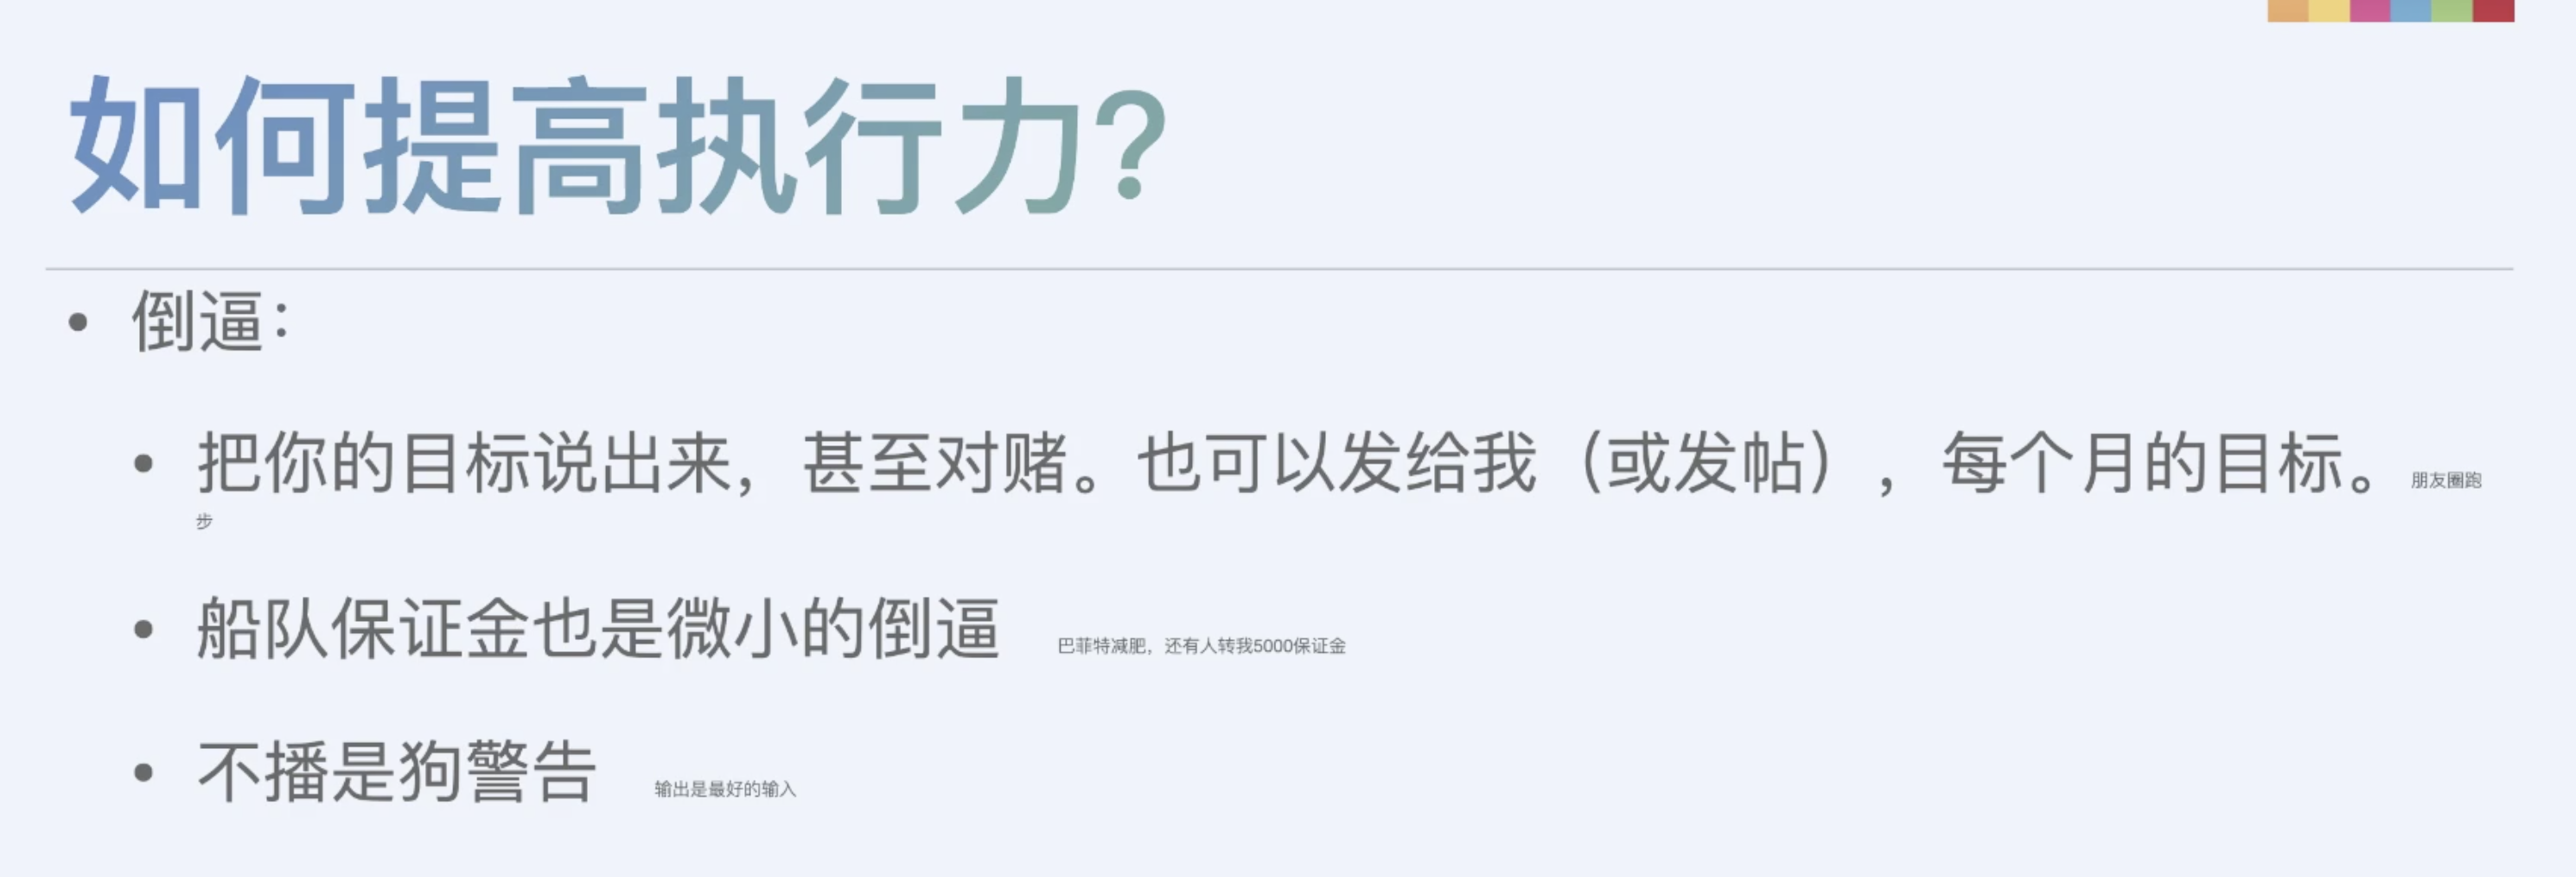 如何提高执行力?
• 倒逼：
• 把你的目标说出来，甚至对赌。也可以发给我（或发帖），每个月的目标。朋友圈跑
步
• 船队保证金也是微小的倒逼 巴菲特减肥，还有人转我5000保证金
• 不播是狗警告 输出是最好的输入